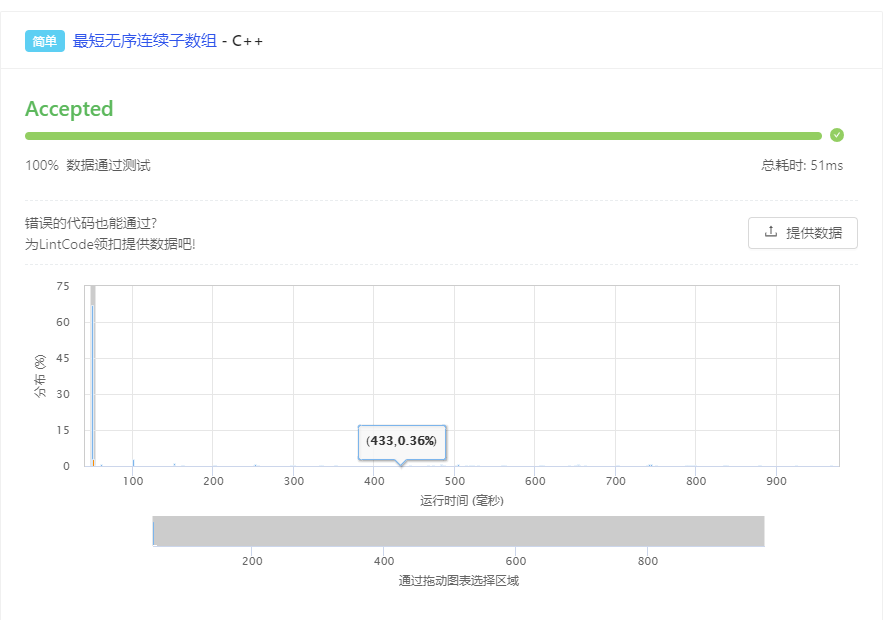 简单 最短无序连续子数组 - C++
Accepted
100% 数据通过测试 总耗时: 51ms
错误的代码也能通过?
为LintCode领扣提供数据吧!
提供数据
75
60
45
30
15
0
分布 (%)
(433,0.36%)
100 200 300 400 500 600 700 800 900
运行时间 (毫秒)
200 400 600 800
通过拖动图表选择区域